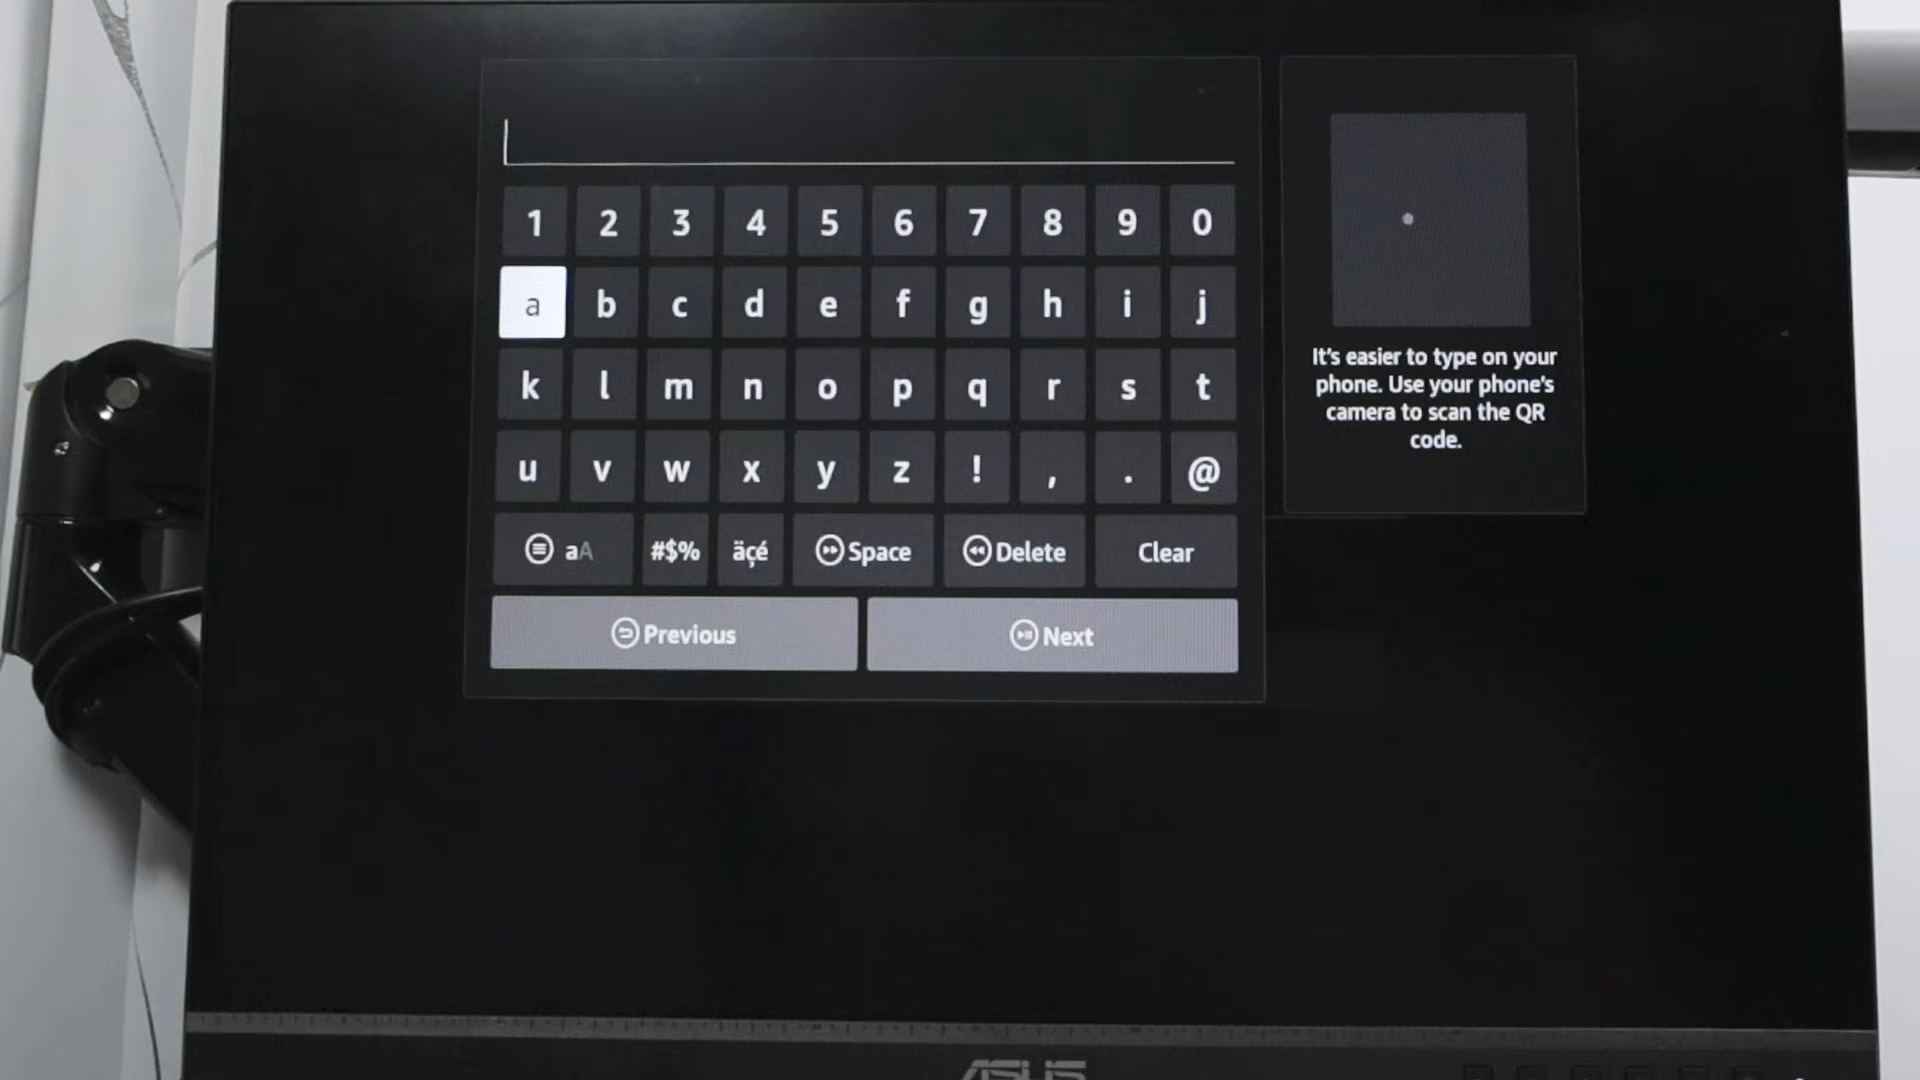 1 2 3 4 5 6 7 8 9 0
a b c d e f g h i j
k l m n o p q r s t
u v w x y z ! , . @
aA #$% äçé Space Delete Clear
Previous Next
It's easier to type on your
phone. Use your phone's
camera to scan the QR
code.
ASUS